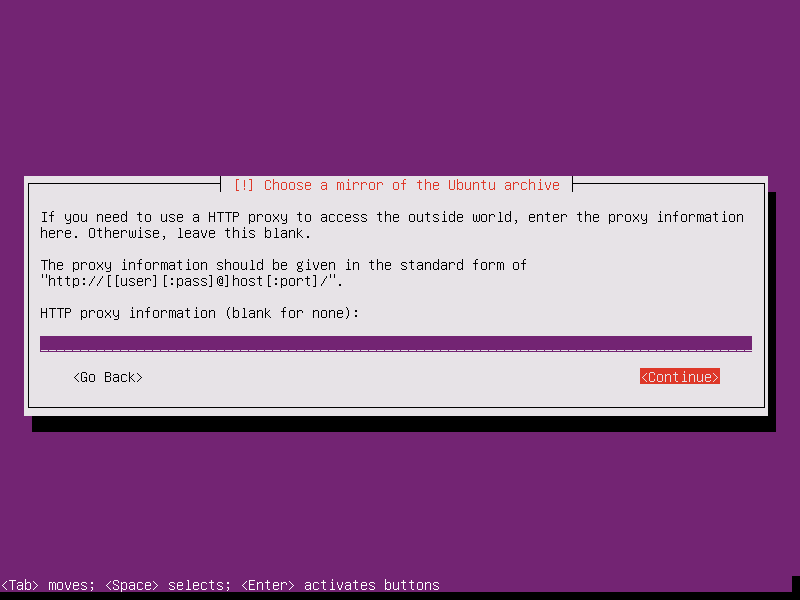 [!] Choose a mirror of the Ubuntu archive
If you need to use a HTTP proxy to access the outside world, enter the proxy information
here. Otherwise, leave this blank.
The proxy information should be given in the standard form of
"http://[[user][:pass]@]host[:port]/".
HTTP proxy information (blank for none):
<Go Back> <Continue>
<Tab> moves; <Space> selects; <Enter> activates buttons